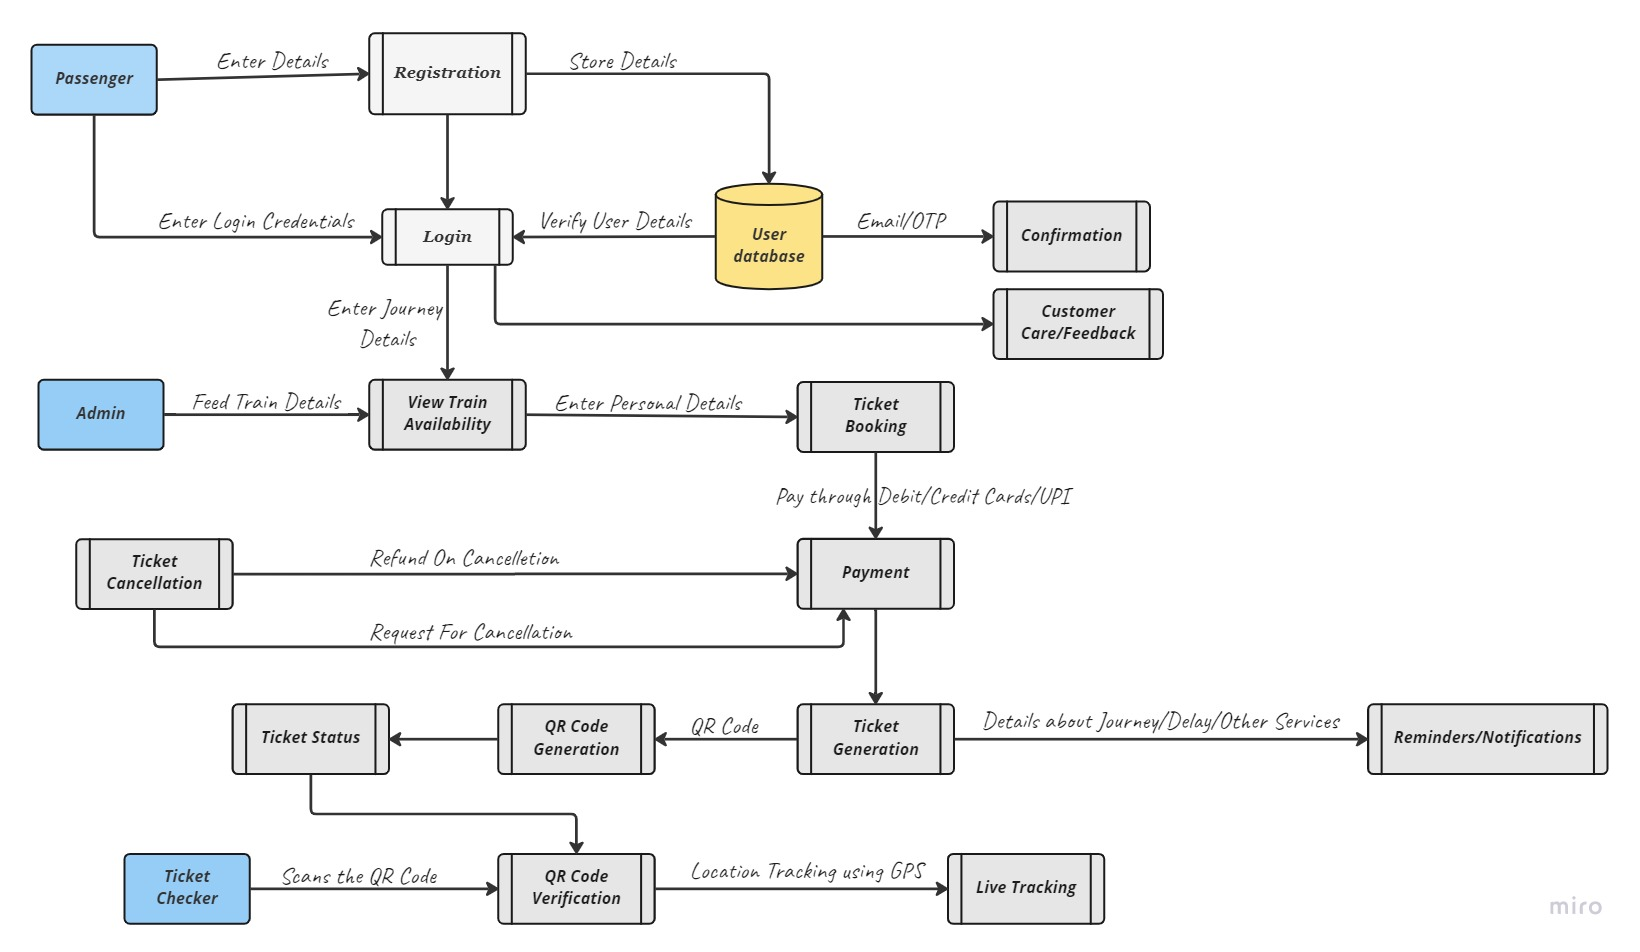 Passenger
Enter Details
Registration
Store Details
Enter Login Credentials
Login
Verify User Details
User
database
Email/OTP
Confirmation
Enter Journey
Details
Customer
Care/Feedback
Admin
Feed Train Details
View Train
Availability
Enter Personal Details
Ticket
Booking
Pay through Debit/Credit Cards/UPI
Ticket
Cancellation
Refund On Cancelletion
Payment
Request For Cancellation
Ticket Status
QR Code
Generation
QR Code
Ticket
Generation
Details about Journey/Delay/Other Services
Reminders/Notifications
Ticket
Checker
Scans the QR Code
QR Code
Verification
Location Tracking using GPS
Live Tracking
miro